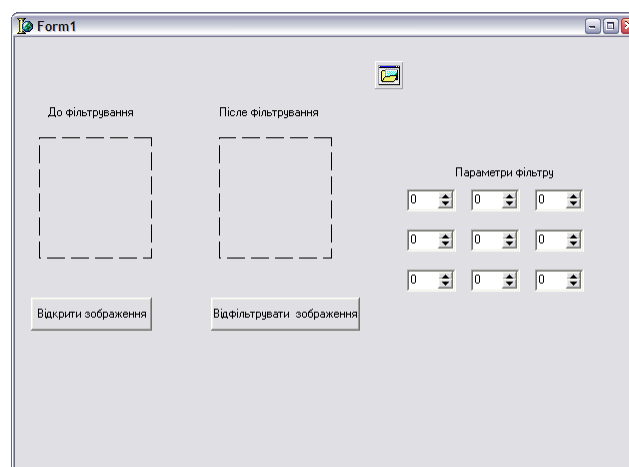 Form1
До фільтрування
Після фільтрування
Параметри фільтру
0 0 0
0 0 0
0 0 0
Відкрити зображення
Відфільтрувати зображення